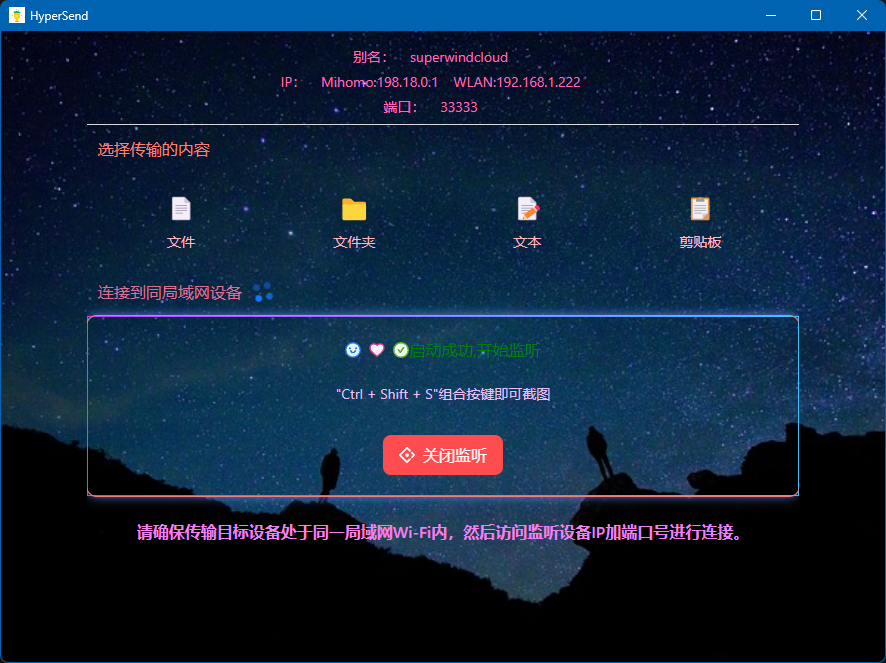 HyperSend
别名： superwindcloud
IP： Mihomo:198.18.0.1 WLAN:192.168.1.222
端口： 33333
选择传输的内容
文件 文件夹 文本 剪贴板
连接到同局域网设备
启动成功,开始监听
"Ctrl + Shift + S"组合按键即可截图
关闭监听
请确保传输目标设备处于同一局域网Wi-Fi内，然后访问监听设备IP加端口号进行连接。